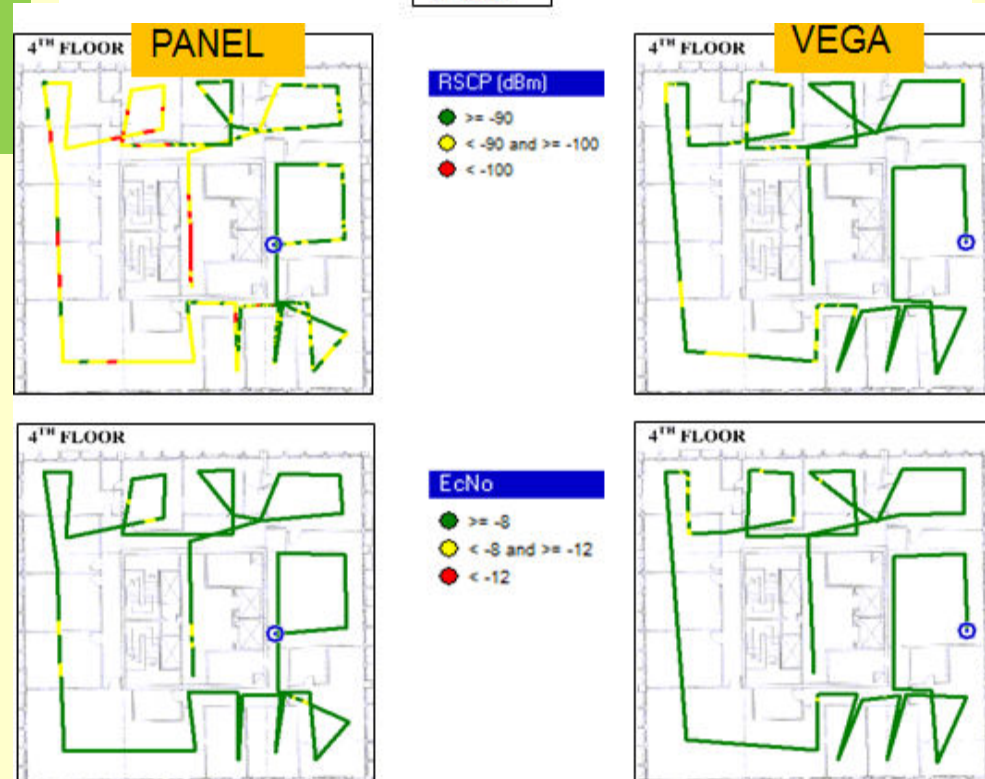 4TH FLOOR
PANEL
4TH FLOOR
VEGA
RSCP (dBm)
>= -90
< -90 and >= -100
< -100
4TH FLOOR
4TH FLOOR
EcNo
>= -8
< -8 and >= -12
< -12